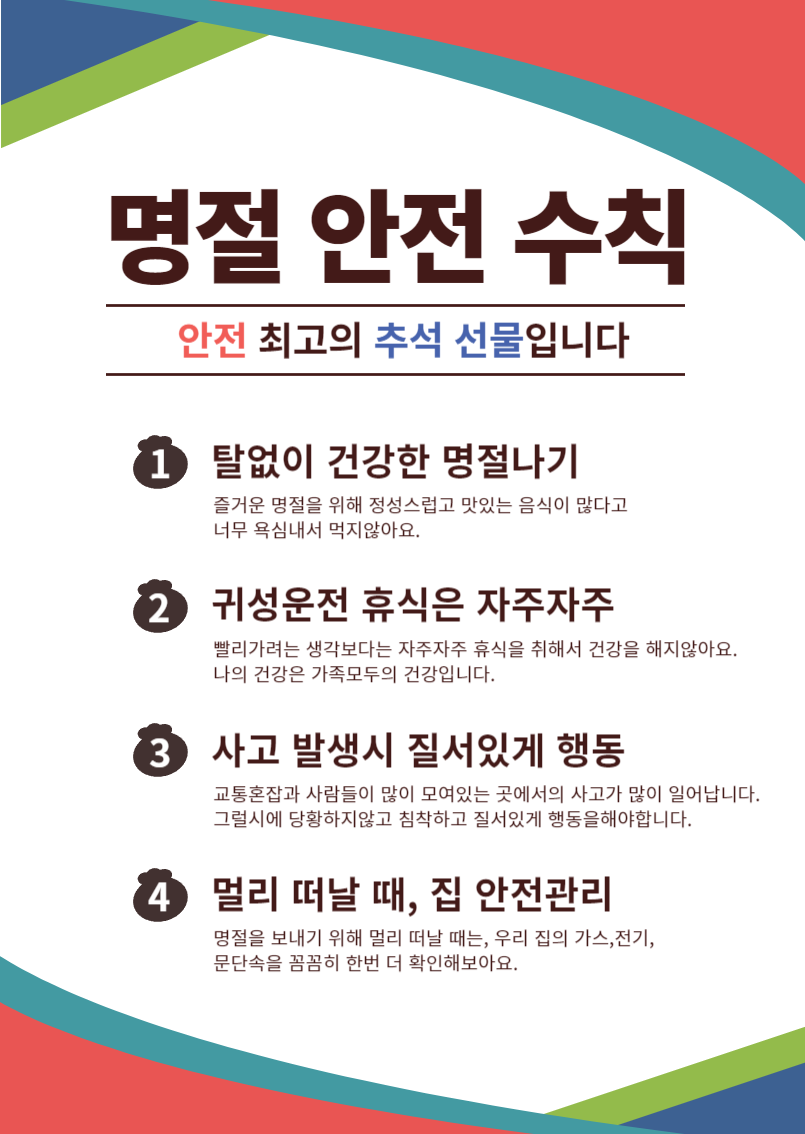 명절 안전 수칙
안전 최고의 추석 선물입니다
1 탈없이 건강한 명절나기
즐거운 명절을 위해 정성스럽고 맛있는 음식이 많다고
너무 욕심내서 먹지않아요.
2 귀성운전 휴식은 자주자주
빨리가려는 생각보다는 자주자주 휴식을 취해서 건강을 해지않아요.
나의 건강은 가족모두의 건강입니다.
3 사고 발생시 질서있게 행동
교통혼잡과 사람들이 많이 모여있는 곳에서의 사고가 많이 일어납니다.
그럴시에 당황하지않고 침착하고 질서있게 행동을해야합니다.
4 멀리 떠날 때, 집 안전관리
명절을 보내기 위해 멀리 떠날 때는, 우리 집의 가스,전기,
문단속을 꼼꼼히 한번 더 확인해보아요.